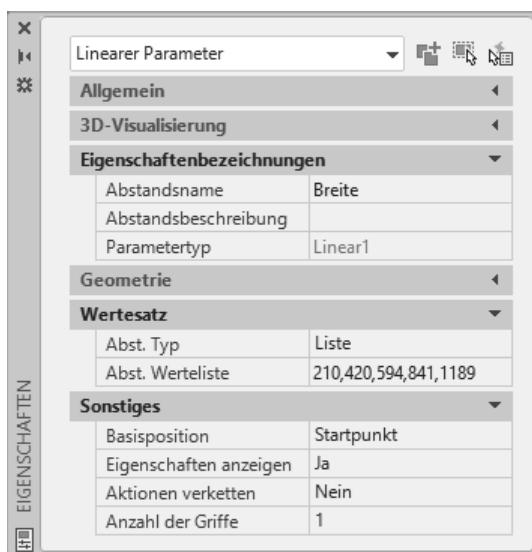 Linearer Parameter
Allgemein
3D-Visualisierung
Eigenschaftenbezeichnungen
Abstandsname Breite
Abstandsbeschreibung
Parametertyp Linear1
Geometrie
Wertesatz
Abst. Typ Liste
Abst. Werteliste 210,420,594,841,1189
Sonstiges
Basisposition Startpunkt
Eigenschaften anzeigen Ja
Aktionen verketten Nein
Anzahl der Griffe 1
EIGENSCHAFTEN